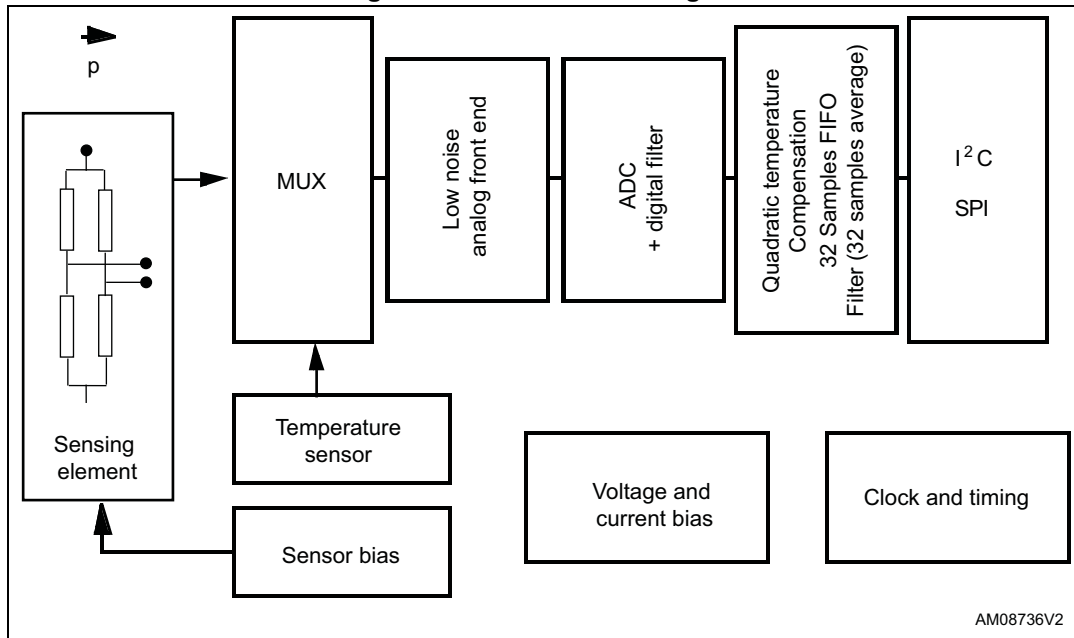 p
Sensing
element
MUX
Low noise
analog front end
ADC
+ digital filter
Quadratic temperature
Compensation
32 Samples FIFO
Filter (32 samples average)
I² C
SPI
Temperature
sensor
Sensor bias
Voltage and
current bias
Clock and timing
AM08736V2